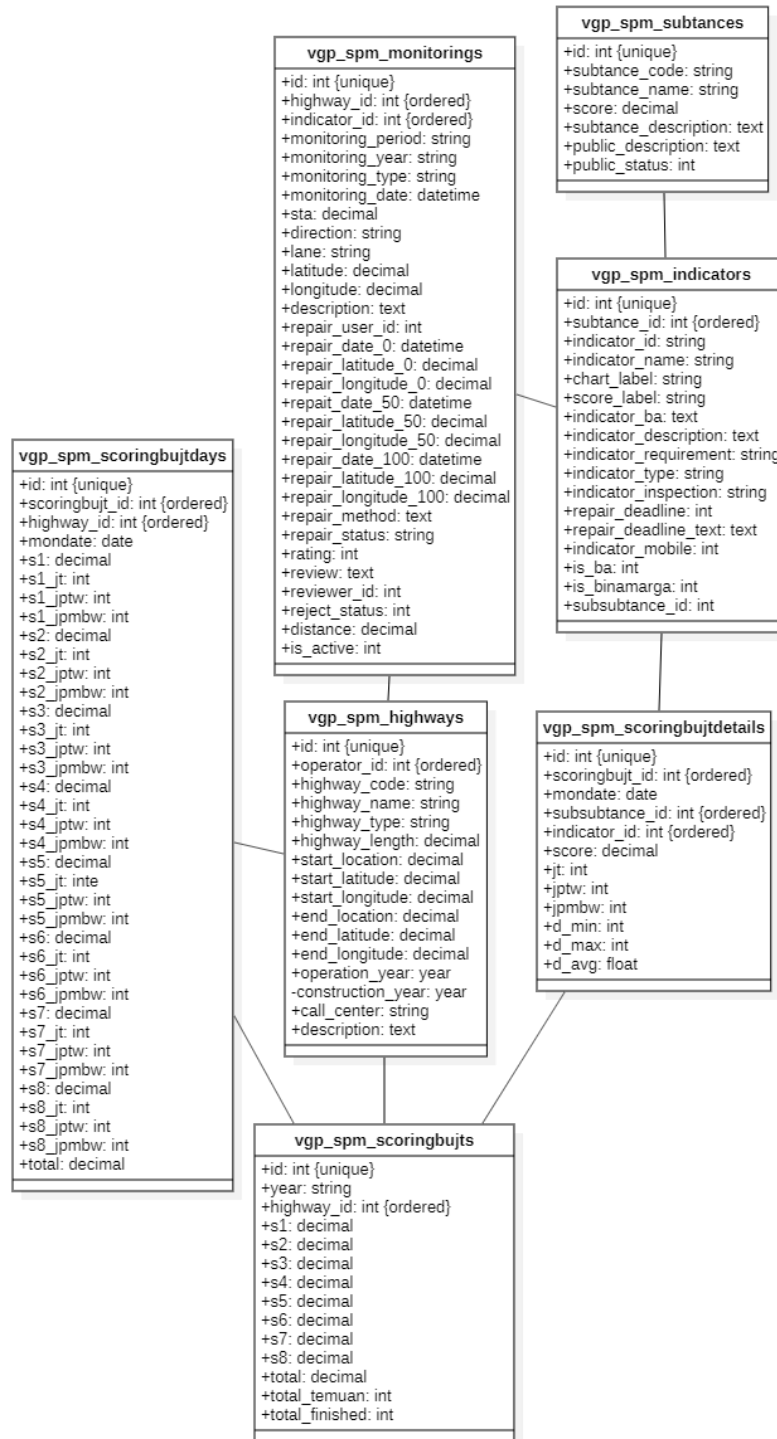 vgp_spm_subtances
+id: int {unique}
+subtance_code: string
+subtance_name: string
+score: decimal
+subtance_description: text
+public_description: text
+public_status: int
vgp_spm_monitorings
+id: int {unique}
+highway_id: int {ordered}
+indicator_id: int {ordered}
+monitoring_period: string
+monitoring_year: string
+monitoring_type: string
+monitoring_date: datetime
+sta: decimal
+direction: string
+lane: string
+latitude: decimal
+longitude: decimal
+description: text
+repair_user_id: int
+repair_date_0: datetime
+repair_latitude_0: decimal
+repair_longitude_0: decimal
+repait_date_50: datetime
+repair_latitude_50: decimal
+repair_longitude_50: decimal
+repair_date_100: datetime
+repair_latitude_100: decimal
+repair_longitude_100: decimal
+repair_method: text
+repair_status: string
+rating: int
+review: text
+reviewer_id: int
+reject_status: int
+distance: decimal
+is_active: int
vgp_spm_indicators
+id: int {unique}
+subtance_id: int {ordered}
+indicator_id: string
+indicator_name: string
+chart_label: string
+score_label: string
+indicator_ba: text
+indicator_description: text
+indicator_requirement: string
+indicator_type: string
+indicator_inspection: string
+repair_deadline: int
+repair_deadline_text: text
+indicator_mobile: int
+is_ba: int
+is_binamarga: int
+subsubtance_id: int
vgp_spm_scoringbujtdays
+id: int {unique}
+scoringbujt_id: int {ordered}
+highway_id: int {ordered}
+mondate: date
+s1: decimal
+s1_jt: int
+s1_jptw: int
+s1_jpmbw: int
+s2: decimal
+s2_jt: int
+s2_jptw: int
+s2_jpmbw: int
+s3: decimal
+s3_jt: int
+s3_jptw: int
+s3_jpmbw: int
+s4: decimal
+s4_jt: int
+s4_jptw: int
+s4_jpmbw: int
+s5: decimal
+s5_jt: inte
+s5_jptw: int
+s5_jpmbw: int
+s6: decimal
+s6_jt: int
+s6_jptw: int
+s6_jpmbw: int
+s7: decimal
+s7_jt: int
+s7_jptw: int
+s7_jpmbw: int
+s8: decimal
+s8_jt: int
+s8_jptw: int
+s8_jpmbw: int
+total: decimal
vgp_spm_highways
+id: int {unique}
+operator_id: int {ordered}
+highway_code: string
+highway_name: string
+highway_type: string
+highway_length: decimal
+start_location: decimal
+start_latitude: decimal
+start_longitude: decimal
+end_location: decimal
+end_latitude: decimal
+end_longitude: decimal
+operation_year: year
-construction_year: year
+call_center: string
+description: text
vgp_spm_scoringbujtdetails
+id: int {unique}
+scoringbujt_id: int {ordered}
+mondate: date
+subsubtance_id: int {ordered}
+indicator_id: int {ordered}
+score: decimal
+jt: int
+jptw: int
+jpmbw: int
+d_min: int
+d_max: int
+d_avg: float
vgp_spm_scoringbujts
+id: int {unique}
+year: string
+highway_id: int {ordered}
+s1: decimal
+s2: decimal
+s3: decimal
+s4: decimal
+s5: decimal
+s6: decimal
+s7: decimal
+s8: decimal
+total: decimal
+total_temuan: int
+total_finished: int